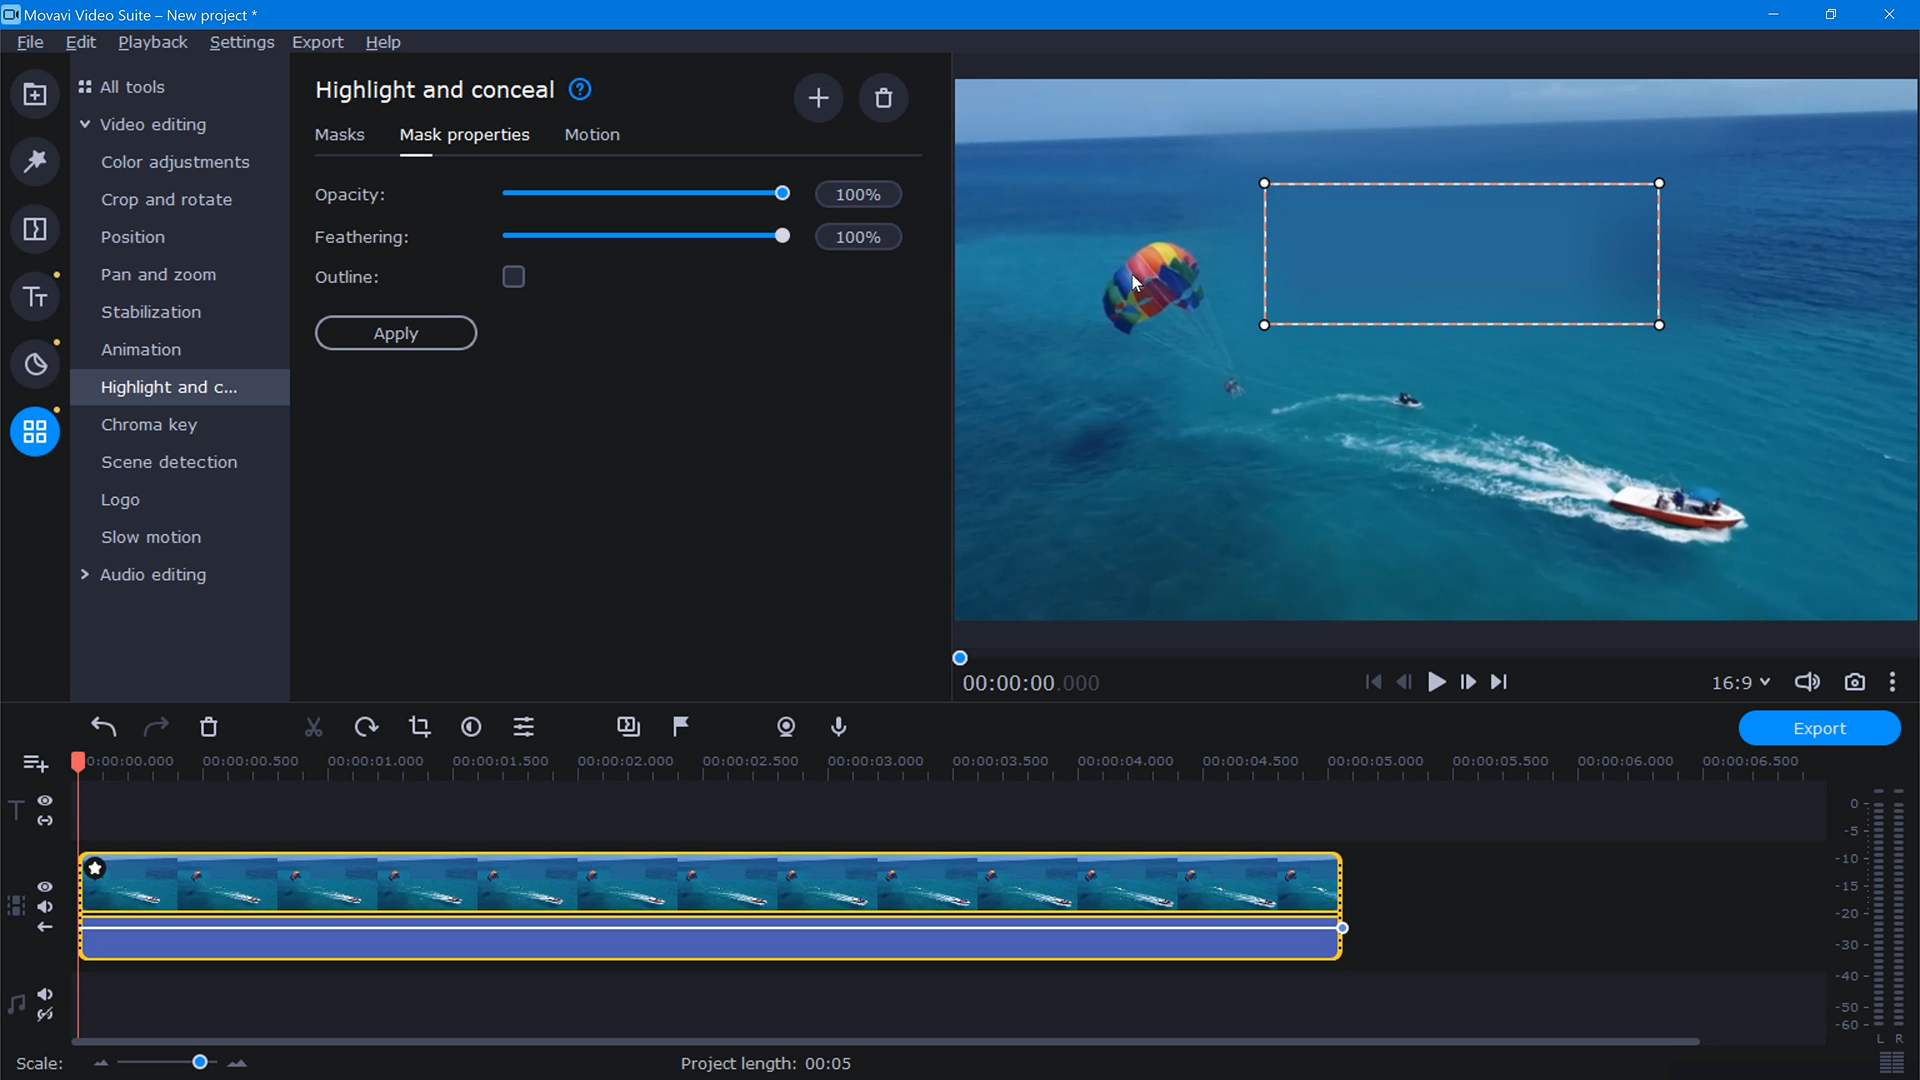 Movavi Video Suite – New project *
File Edit Playback Settings Export Help
All tools
Video editing
Color adjustments
Crop and rotate
Position
Pan and zoom
Stabilization
Animation
Highlight and c...
Chroma key
Scene detection
Logo
Slow motion
Audio editing
Highlight and conceal ?
Masks Mask properties Motion
Opacity: 100%
Feathering: 100%
Outline:
Apply
00:00:00.000
16:9
Export
0:00:00.000 00:00:00.500 00:00:01.000 00:00:01.500 00:00:02.000 00:00:02.500 00:00:03.000 00:00:03.500 00:00:04.000 00:00:04.500 00:00:05.000 00:00:05.500 00:00:06.000 00:00:06.500
0
-5
-10
-15
-20
-30
-40
-50
-60
L R
Scale:
Project length: 00:05